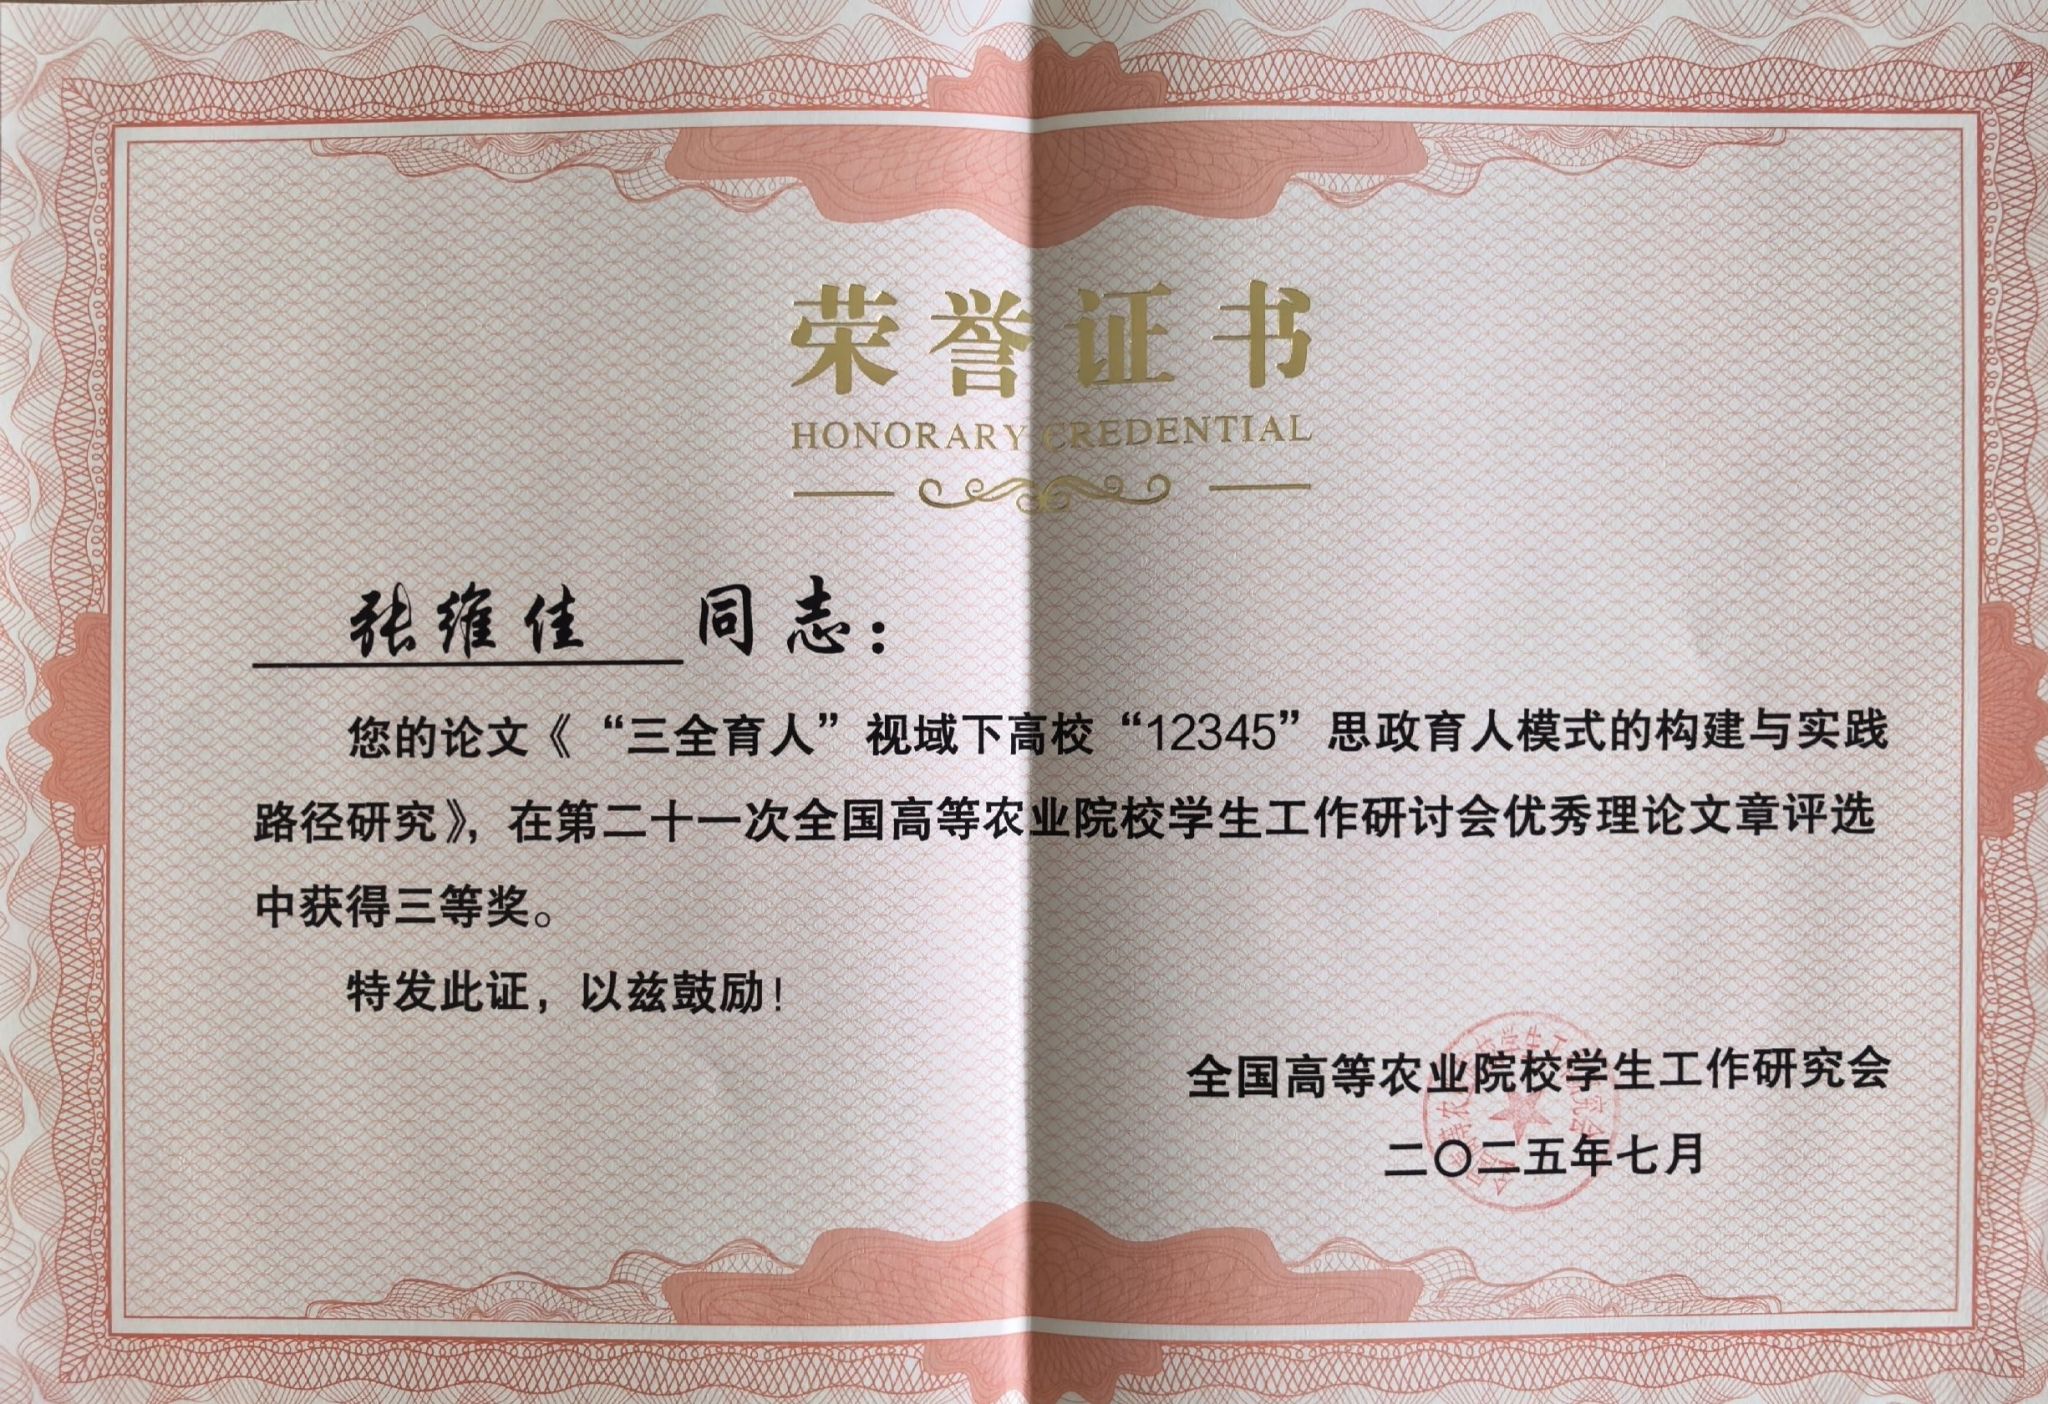 荣誉证书
HONORARY CREDENTIAL
张维佳 同志：
您的论文《“三全育人”视域下高校“12345”思政育人模式的构建与实践
路径研究》，在第二十一次全国高等农业院校学生工作研讨会优秀理论文章评选
中获得三等奖。
特发此证，以兹鼓励！
全国高等农业院校学生工作研究会
二〇二五年七月